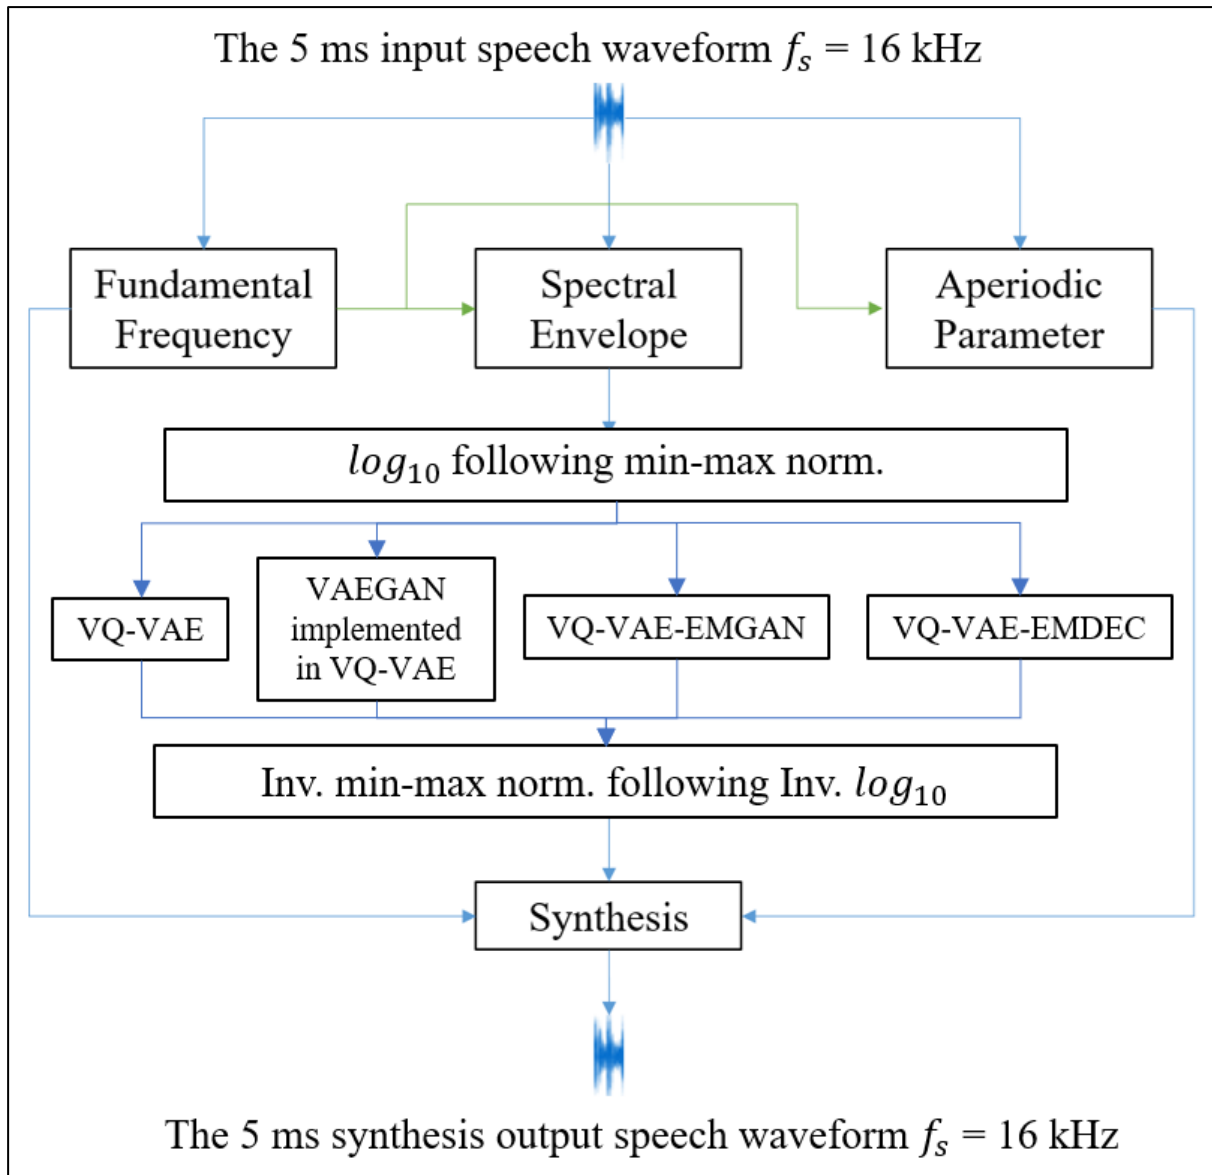 The 5 ms input speech waveform fₛ = 16 kHz
Fundamental
Frequency
Spectral
Envelope
Aperiodic
Parameter
log₁₀ following min-max norm.
VQ-VAE
VAEGAN
implemented
in VQ-VAE
VQ-VAE-EMGAN
VQ-VAE-EMDEC
Inv. min-max norm. following Inv. log₁₀
Synthesis
The 5 ms synthesis output speech waveform fₛ = 16 kHz